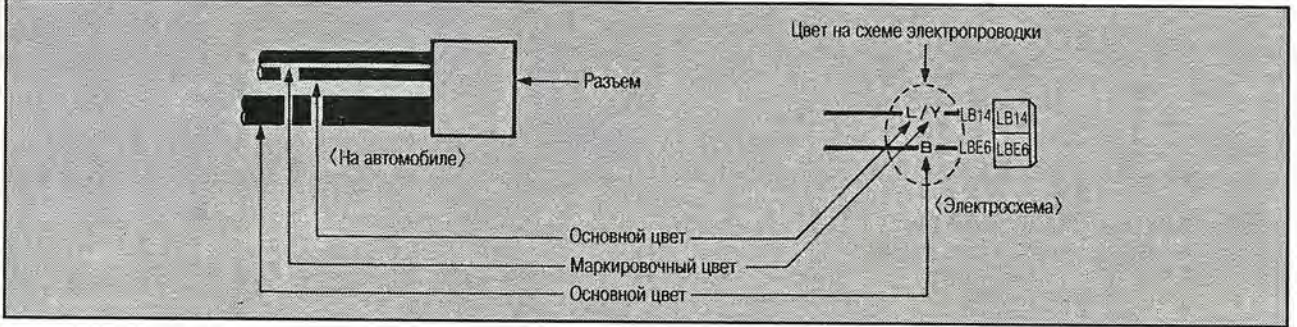 Цвет на схеме электропроводки
Разъем
L / Y LB14 LB14
B LBE6 LBE6
〈На автомобиле〉
〈Электросхема〉
Основной цвет
Маркировочный цвет
Основной цвет